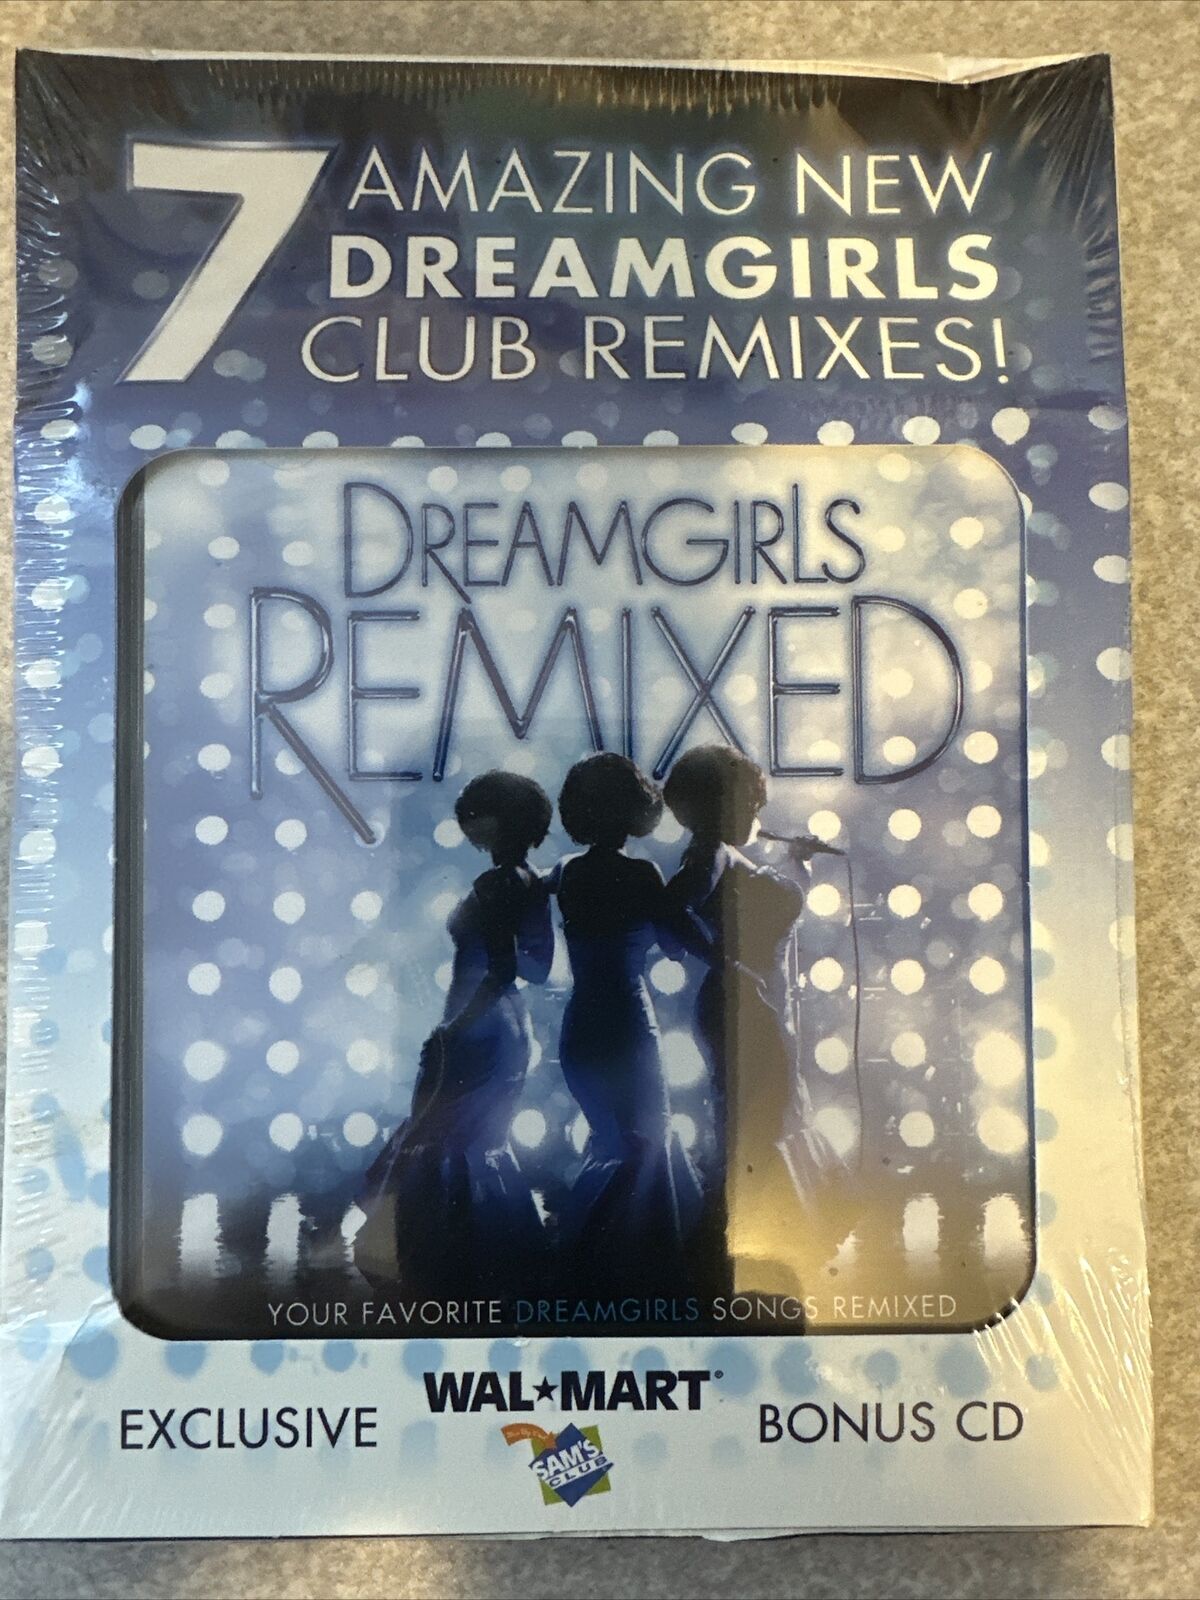 7 AMAZING NEW
DREAMGIRLS
CLUB REMIXES!
DREAMGIRLS
REMIXED
YOUR FAVORITE DREAMGIRLS SONGS REMIXED
WAL★MART®
EXCLUSIVE
BONUS CD
SAM'S
CLUB